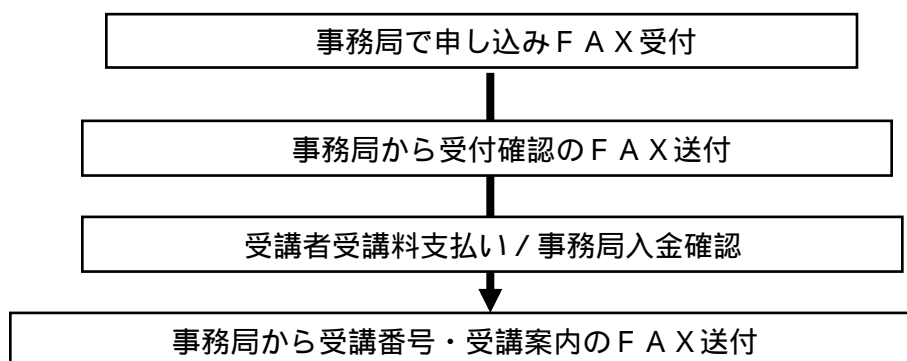 事務局で申し込みＦＡＸ受付
事務局から受付確認のＦＡＸ送付
受講者受講料支払い／事務局入金確認
事務局から受講番号・受講案内のＦＡＸ送付